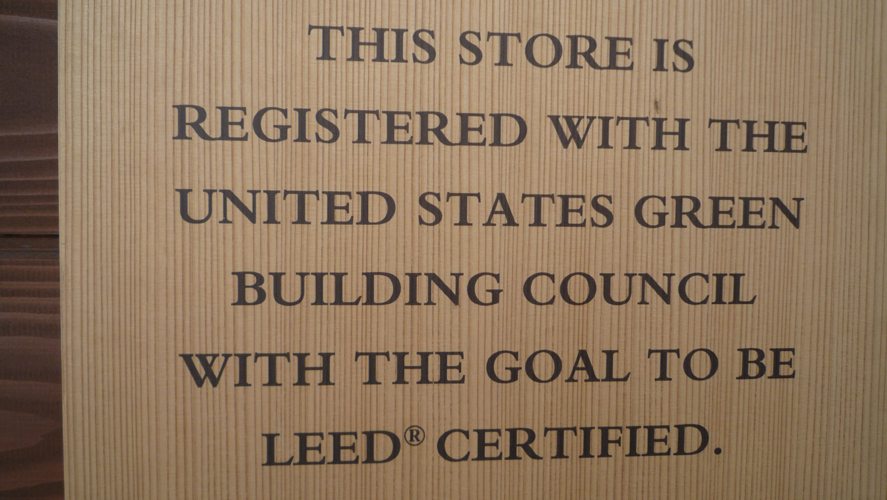 THIS STORE IS
REGISTERED WITH THE
UNITED STATES GREEN
BUILDING COUNCIL
WITH THE GOAL TO BE
LEED® CERTIFIED.